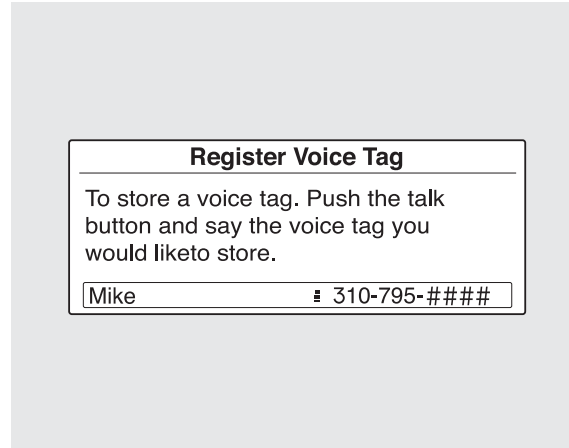 Register Voice Tag
To store a voice tag. Push the talk
button and say the voice tag you
would liketo store.
Mike 310-795-####